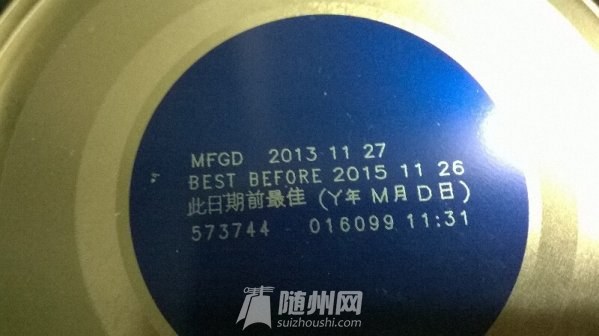 MFGD 2013 11 27
BEST BEFORE 2015 11 26
此日期前最佳 (Y年 M月 D日)
573744 016099 11:31
随州网
suizhoushi.com